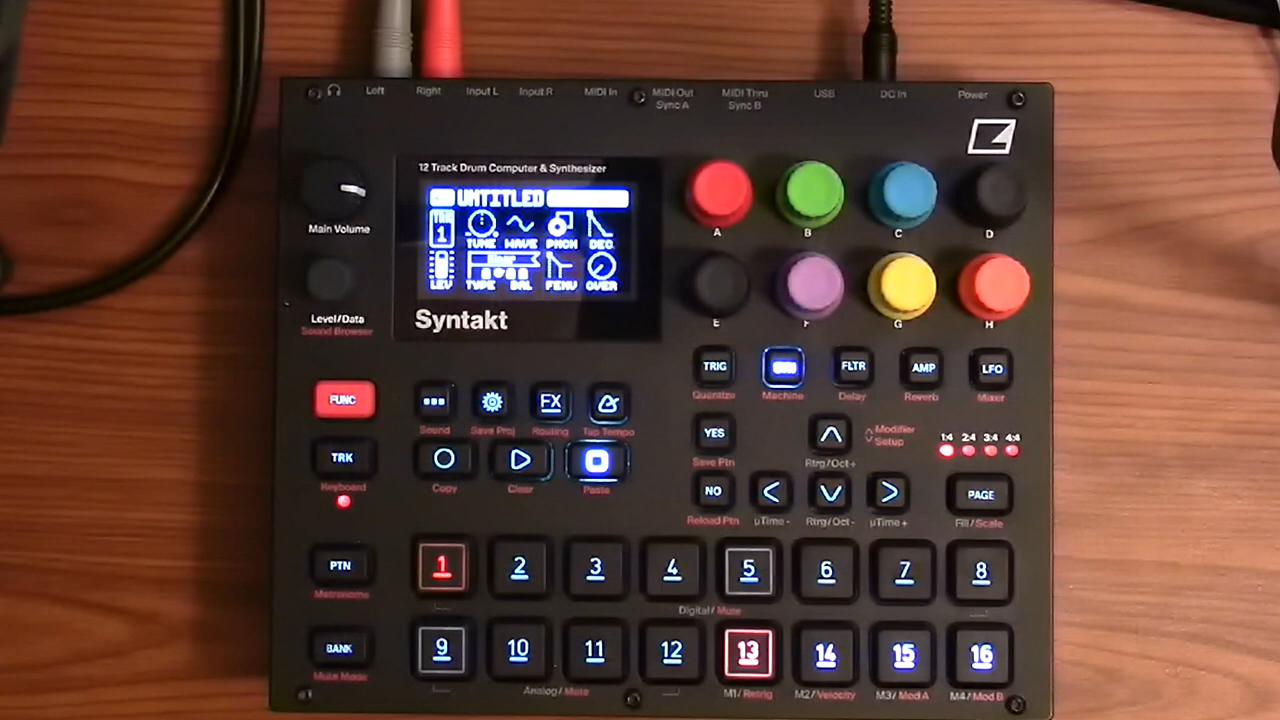 Left Right Input L Input R MIDI In MIDI Out MIDI Thru USB DC In Power
Sync A Sync B
12 Track Drum Computer & Synthesizer
UNTITLED
1
TUNE WAVE PNCH DEC
LEV TYPE BAL FENV OVER
Syntakt
Main Volume
Level/Data
Sound Browser
A B C D
E F G H
TRIG FLTR AMP LFO
Quantize Machine Delay Reverb Mixer
FUNC
FX
Sound Save Proj Routing Tap Tempo
YES
Save Ptn
Rtrg/Oct+
Modifier
Setup
1:4 2:4 3:4 4:4
TRK
Keyboard
Copy Clear Paste
NO
PAGE
Reload Ptn µTime - Rtrg/Oct - µTime + Fill/Scale
PTN
Metronome
1 2 3 4 5 6 7 8
Digital/Mute
BANK
Mute Mode
9 10 11 12 13 14 15 16
Analog/Mute
M1/Retrig M2/Velocity M3/Mod A M4/Mod B